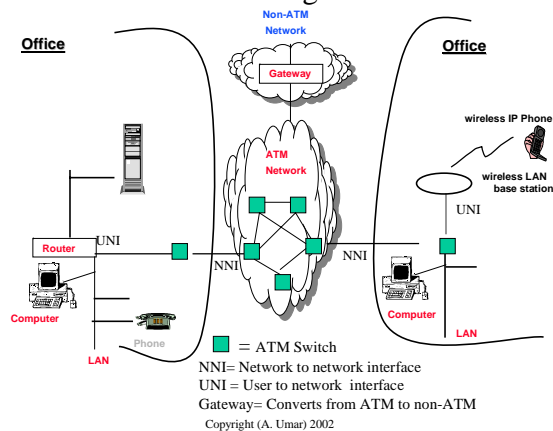 Non-ATM
Network
Office
Gateway
Office
wireless IP Phone
ATM
Network
wireless LAN
base station
UNI
Router
UNI
NNI
NNI
Computer
Phone
Computer
LAN
LAN
= ATM Switch
NNI= Network to network interface
UNI = User to network interface
Gateway= Converts from ATM to non-ATM
Copyright (A. Umar) 2002